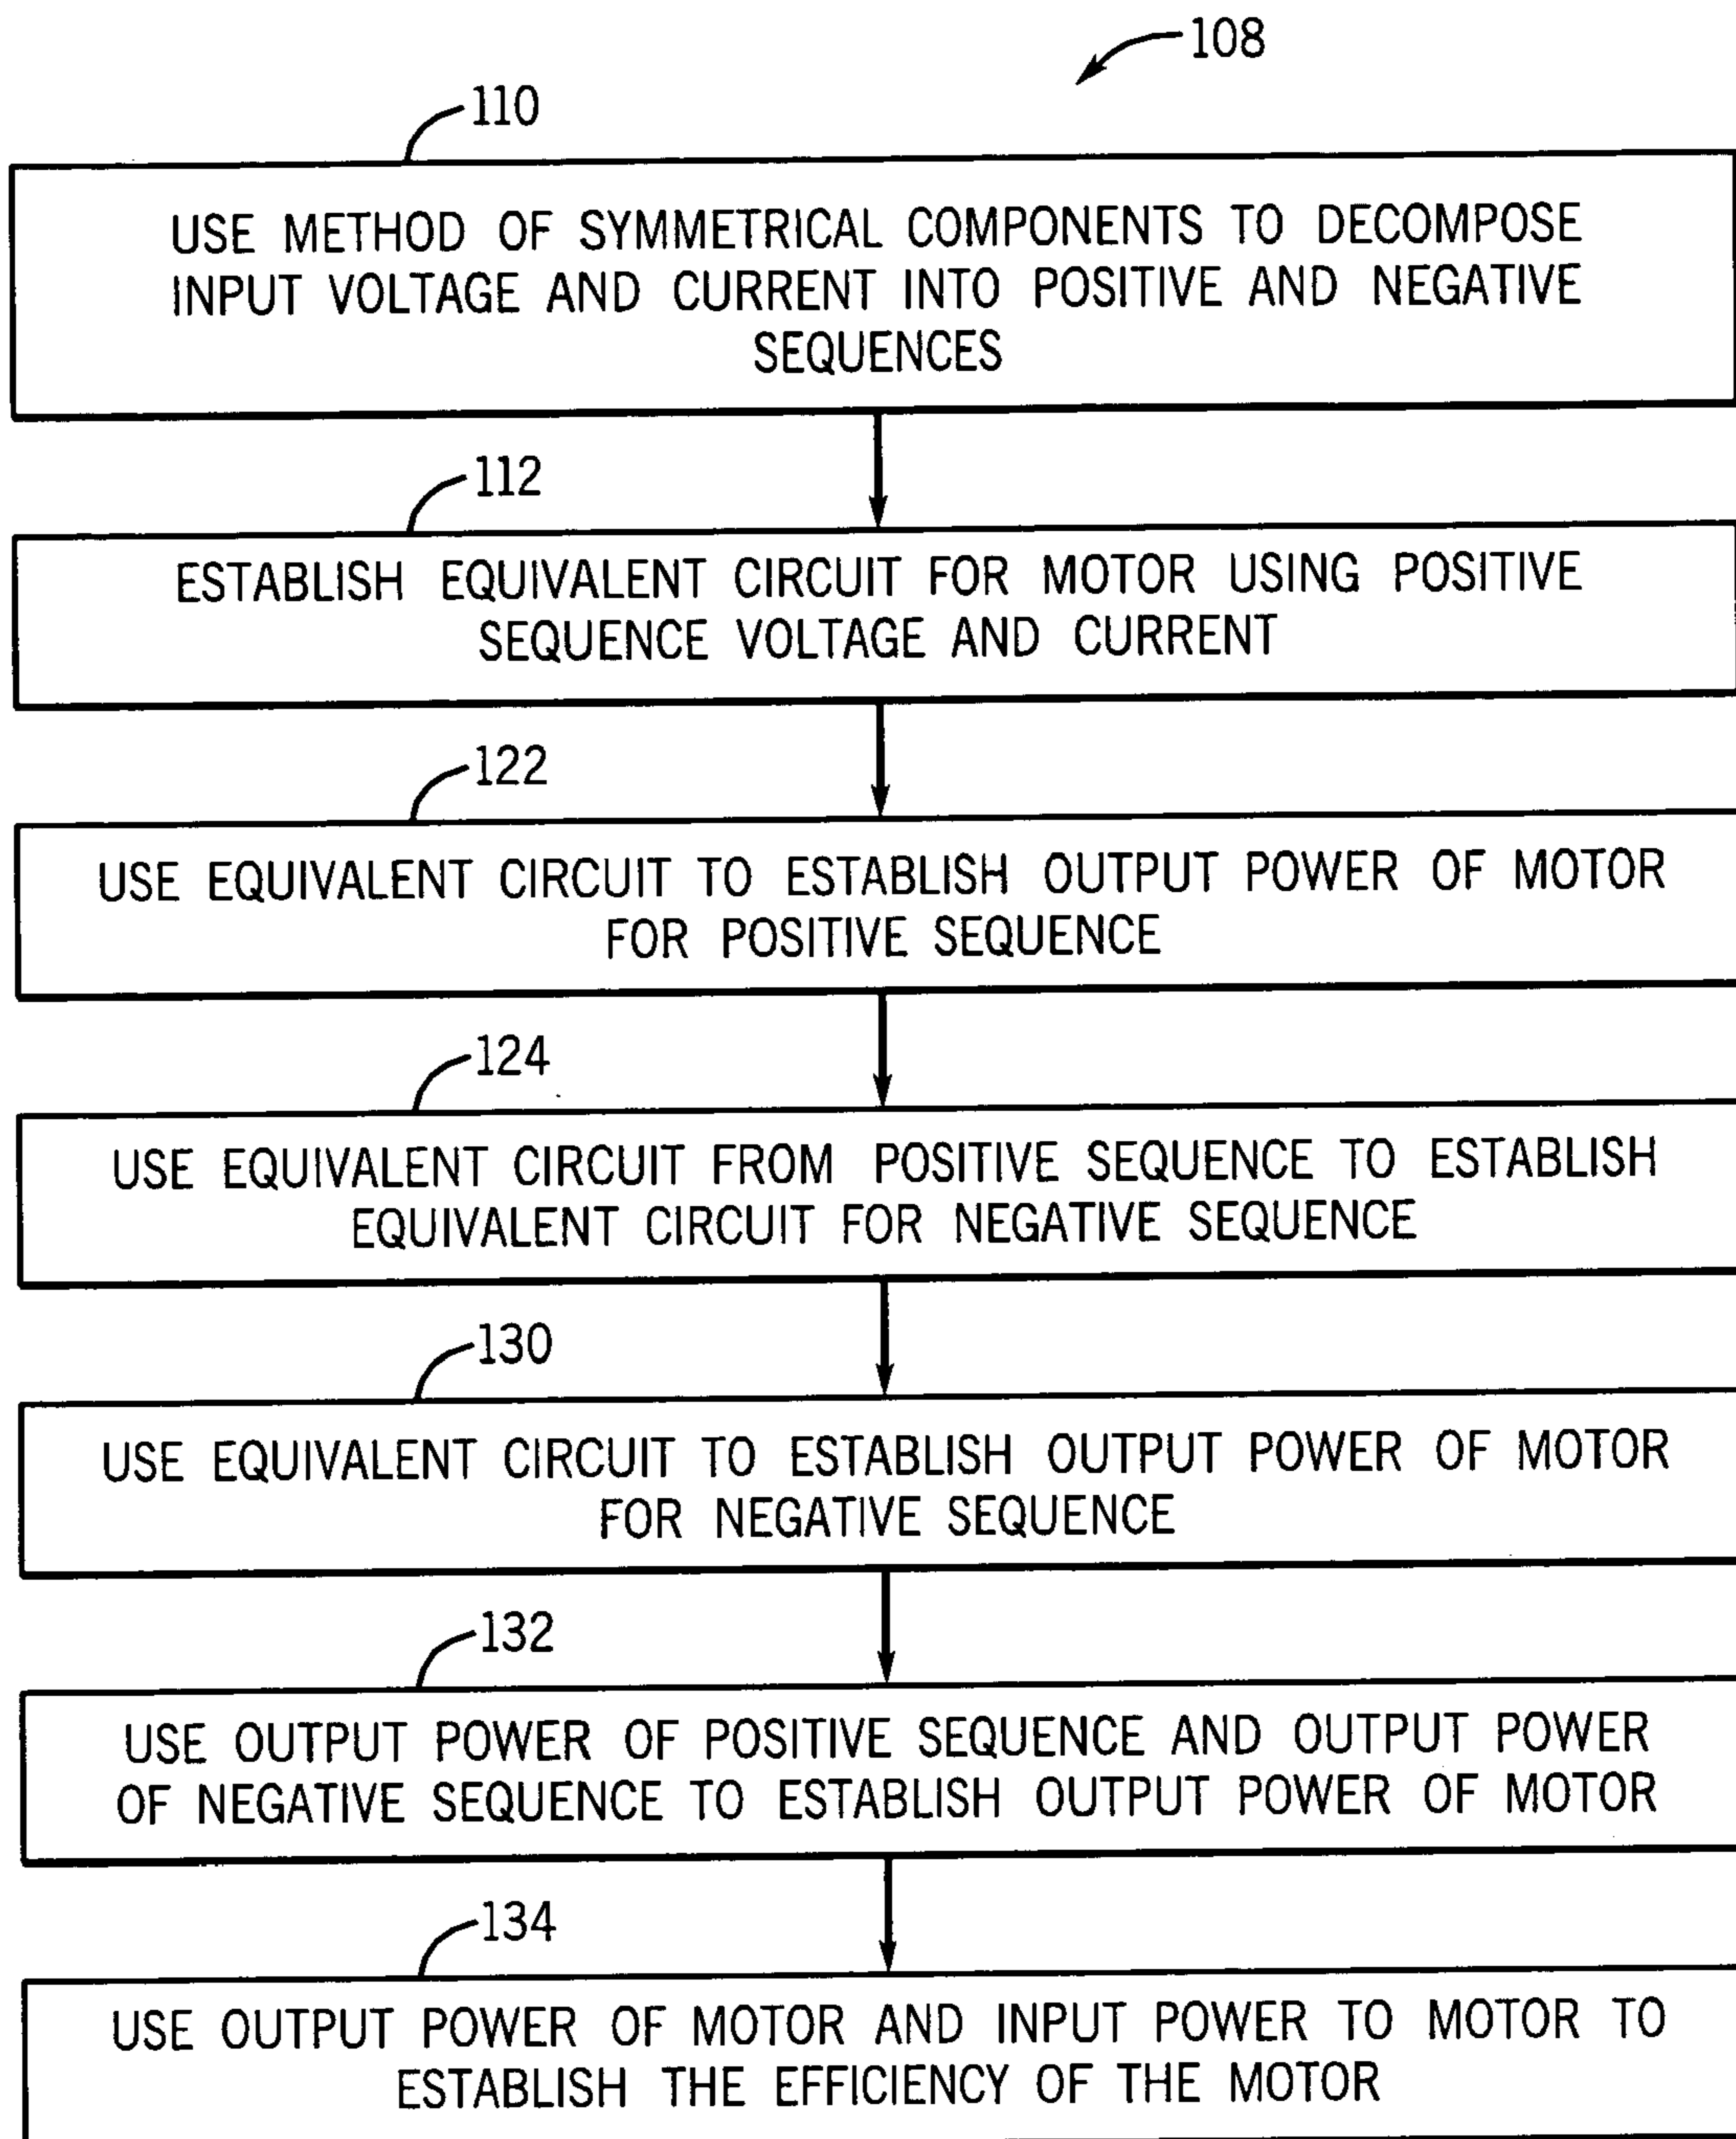 108
110
USE METHOD OF SYMMETRICAL COMPONENTS TO DECOMPOSE
INPUT VOLTAGE AND CURRENT INTO POSITIVE AND NEGATIVE
SEQUENCES
112
ESTABLISH EQUIVALENT CIRCUIT FOR MOTOR USING POSITIVE
SEQUENCE VOLTAGE AND CURRENT
122
USE EQUIVALENT CIRCUIT TO ESTABLISH OUTPUT POWER OF MOTOR
FOR POSITIVE SEQUENCE
124
USE EQUIVALENT CIRCUIT FROM POSITIVE SEQUENCE TO ESTABLISH
EQUIVALENT CIRCUIT FOR NEGATIVE SEQUENCE
130
USE EQUIVALENT CIRCUIT TO ESTABLISH OUTPUT POWER OF MOTOR
FOR NEGATIVE SEQUENCE
132
USE OUTPUT POWER OF POSITIVE SEQUENCE AND OUTPUT POWER
OF NEGATIVE SEQUENCE TO ESTABLISH OUTPUT POWER OF MOTOR
134
USE OUTPUT POWER OF MOTOR AND INPUT POWER TO MOTOR TO
ESTABLISH THE EFFICIENCY OF THE MOTOR